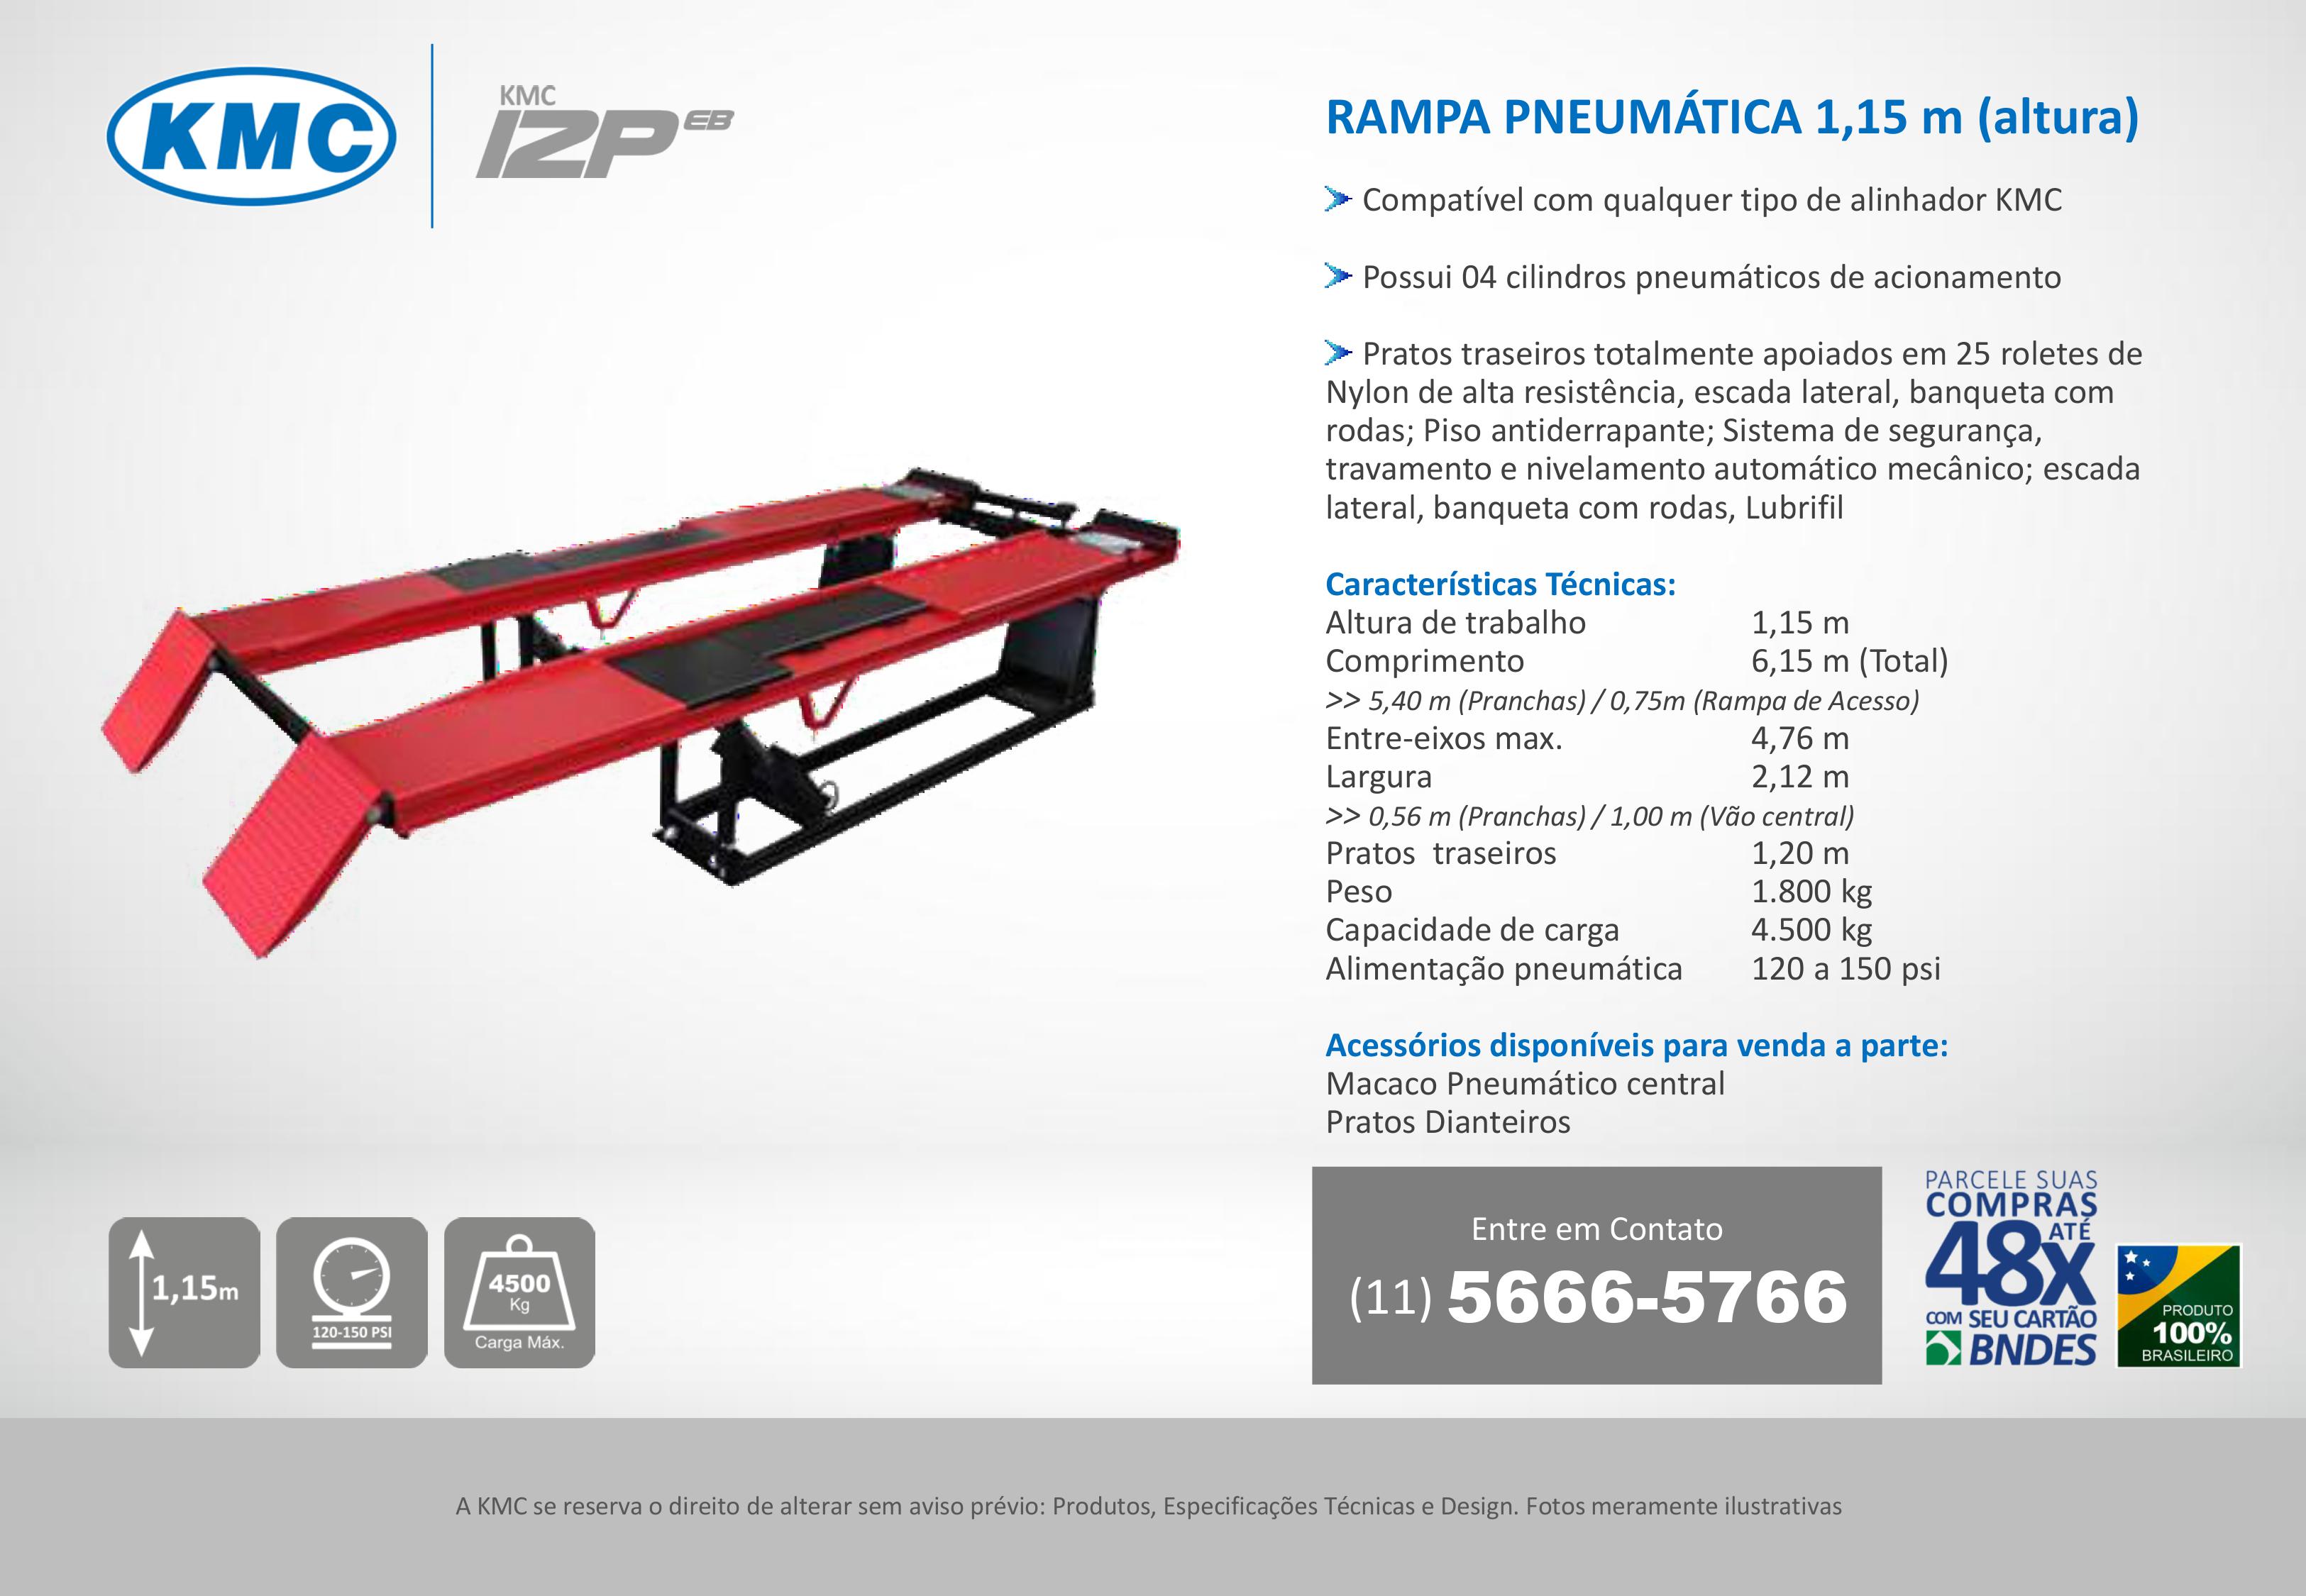 KMC
KMC
IZP EB
RAMPA PNEUMÁTICA 1,15 m (altura)
Compatível com qualquer tipo de alinhador KMC
Possui 04 cilindros pneumáticos de acionamento
Pratos traseiros totalmente apoiados em 25 roletes de
Nylon de alta resistência, escada lateral, banqueta com
rodas; Piso antiderrapante; Sistema de segurança,
travamento e nivelamento automático mecânico; escada
lateral, banqueta com rodas, Lubrifil
Características Técnicas:
Altura de trabalho 1,15 m
Comprimento 6,15 m (Total)
>> 5,40 m (Pranchas) / 0,75m (Rampa de Acesso)
Entre-eixos max. 4,76 m
Largura 2,12 m
>> 0,56 m (Pranchas) / 1,00 m (Vão central)
Pratos traseiros 1,20 m
Peso 1.800 kg
Capacidade de carga 4.500 kg
Alimentação pneumática 120 a 150 psi
Acessórios disponíveis para venda a parte:
Macaco Pneumático central
Pratos Dianteiros
1,15m
120-150 PSI
4500
Kg
Carga Máx.
Entre em Contato
(11) 5666-5766
PARCELE SUAS
COMPRAS
ATÉ
48X
COM SEU CARTÃO
BNDES
PRODUTO
100%
BRASILEIRO
A KMC se reserva o direito de alterar sem aviso prévio: Produtos, Especificações Técnicas e Design. Fotos meramente ilustrativas